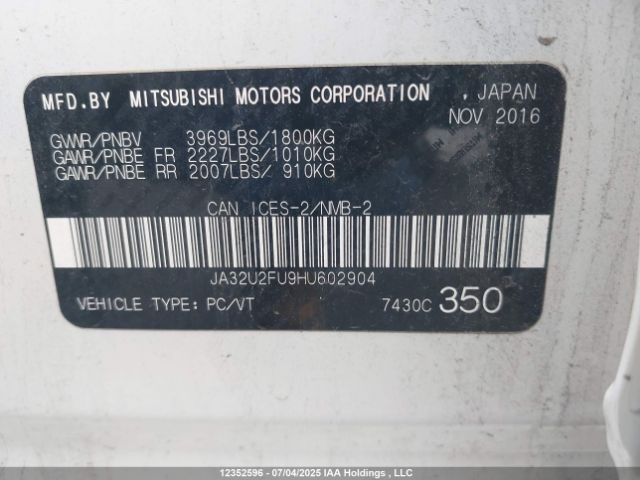 MFD.BY MITSUBISHI MOTORS CORPORATION , JAPAN
NOV 2016
GWWR/PNBV 3969LBS/1800KG
GAWR/PNBE FR 2227LBS/1010KG
GAWR/PNBE RR 2007LBS/ 910KG
CAN ICES-2/NMB-2
JA32U2FU9HU602904
VEHICLE TYPE: PC/VT 7430C 350
12352596 - 07/04/2025 IAA Holdings , LLC